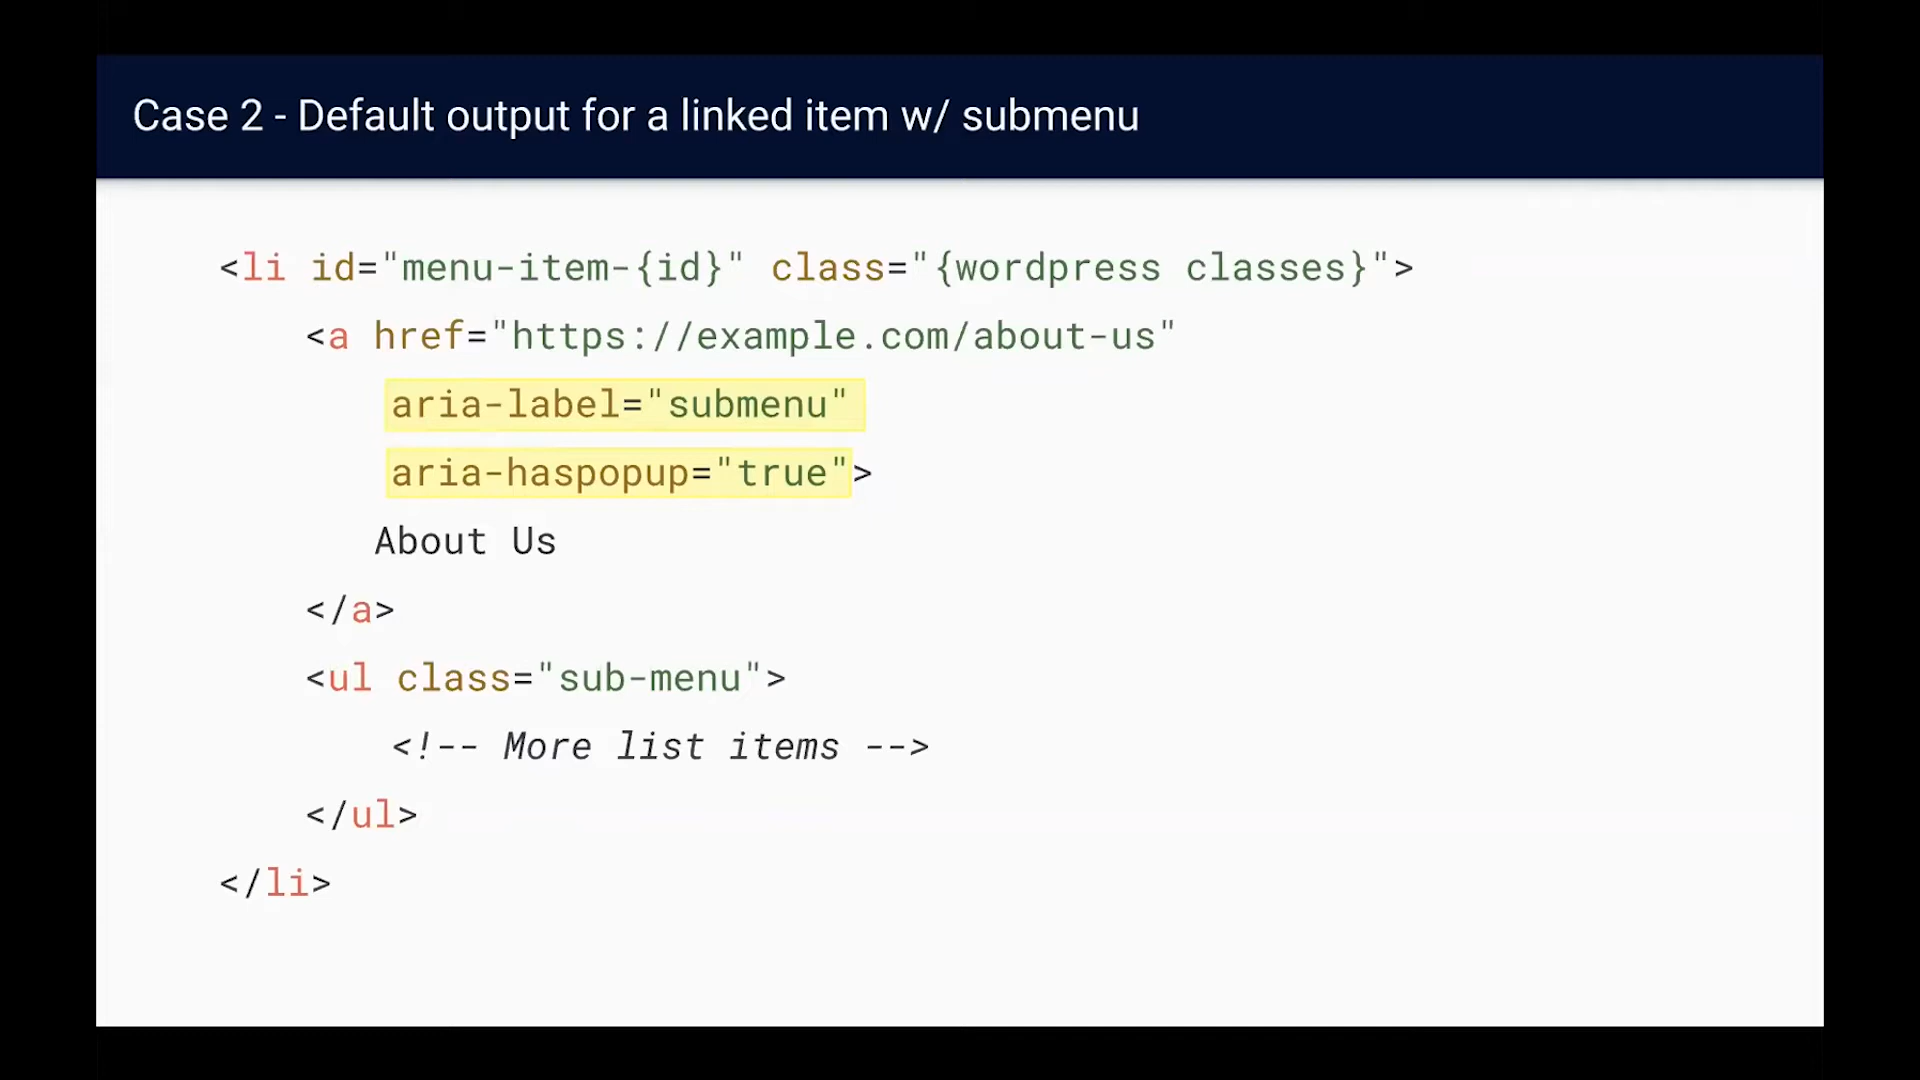 Case 2 - Default output for a linked item w/ submenu
<li id="menu-item-{id}" class="{wordpress classes}">
<a href="https://example.com/about-us"
aria-label="submenu"
aria-haspopup="true">
About Us
</a>
<ul class="sub-menu">
<!-- More list items -->
</ul>
</li>